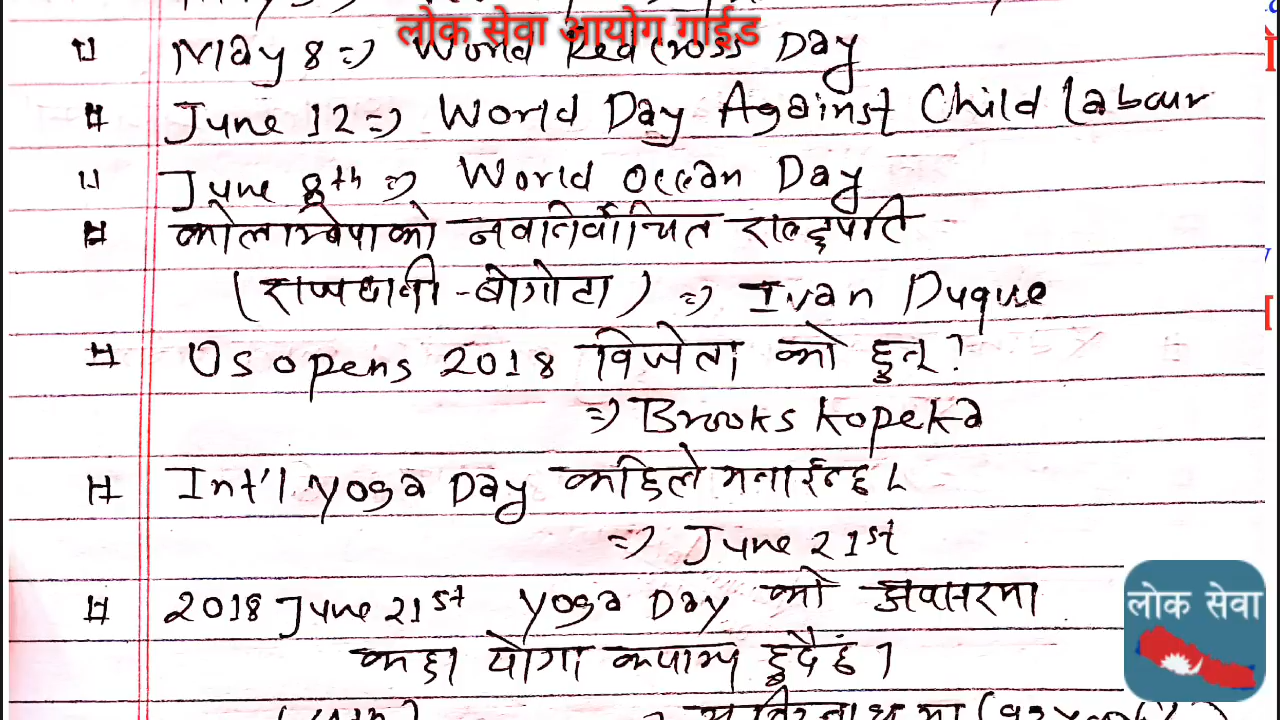 लोक सेवा आयोग गाईड
May 8 => World Red Cross Day
# June 12 => World Day Against Child Labour
June 8th => World Ocean Day
# कोलाम्बियाको नवनिर्वाचित राष्ट्रपति
(राजधानी - बोगोटा) => Ivan Duque
# US opens 2018 विजेता को हुन् ?
=> Brooks Kopeka
# Int'l Yoga Day कहिले मनाईन्छ
=> June 21st
# 2018 June 21st Yoga Day को अवसरमा
कहा योगा क्याम्प हुदैछ ?
लोक सेवा